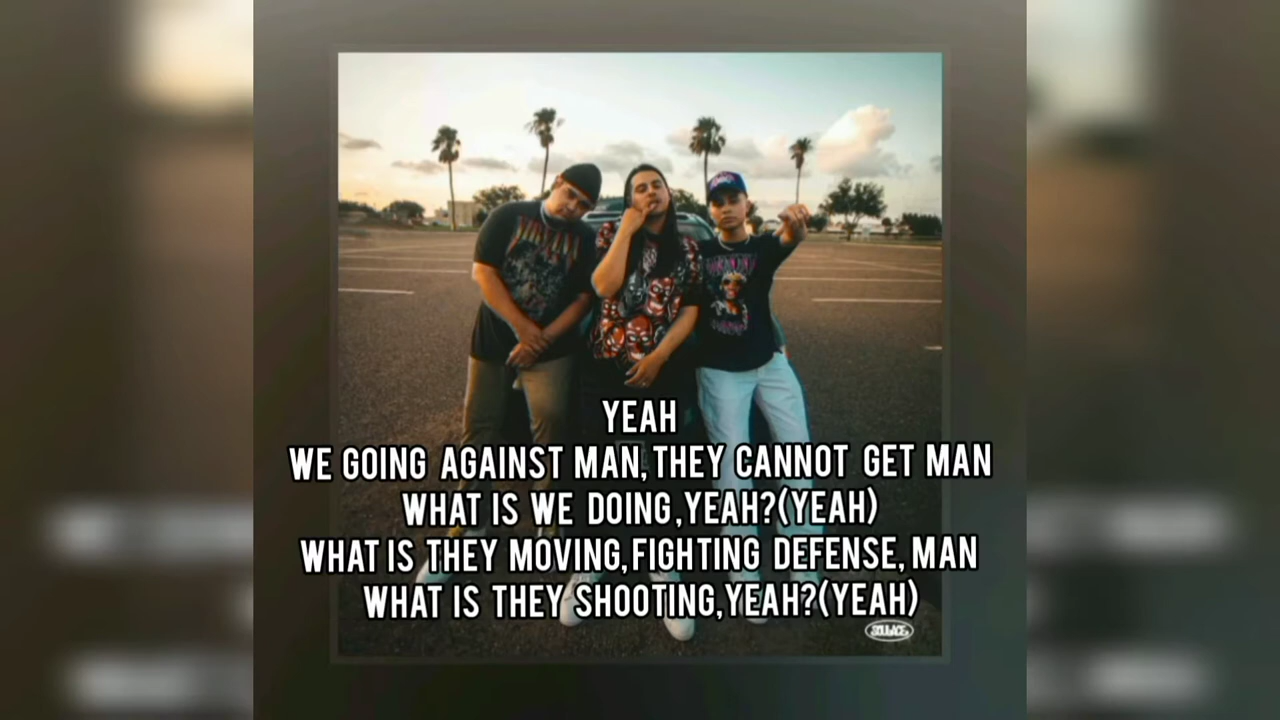 YEAH
WE GOING AGAINST MAN, THEY CANNOT GET MAN
WHAT IS WE DOING, YEAH?(YEAH)
WHAT IS THEY MOVING, FIGHTING DEFENSE, MAN
WHAT IS THEY SHOOTING, YEAH?(YEAH)